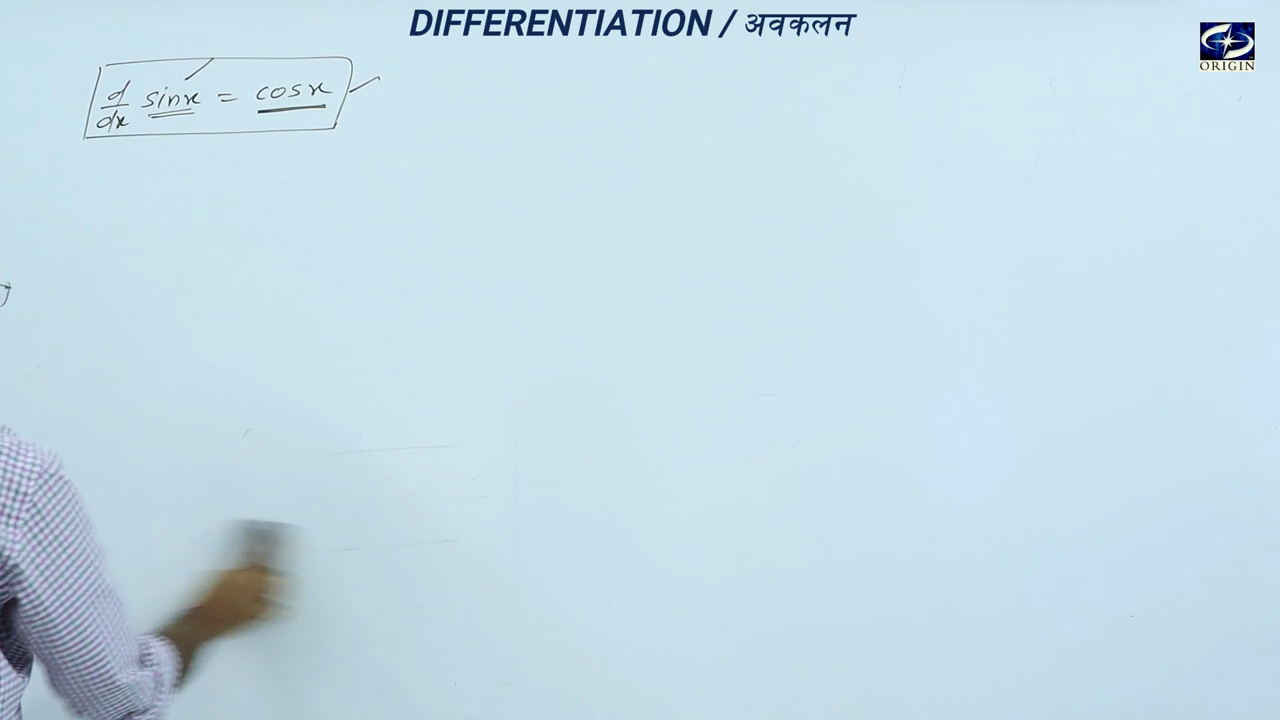 DIFFERENTIATION / अवकलन
ORIGIN
d/dx sinx = cosx